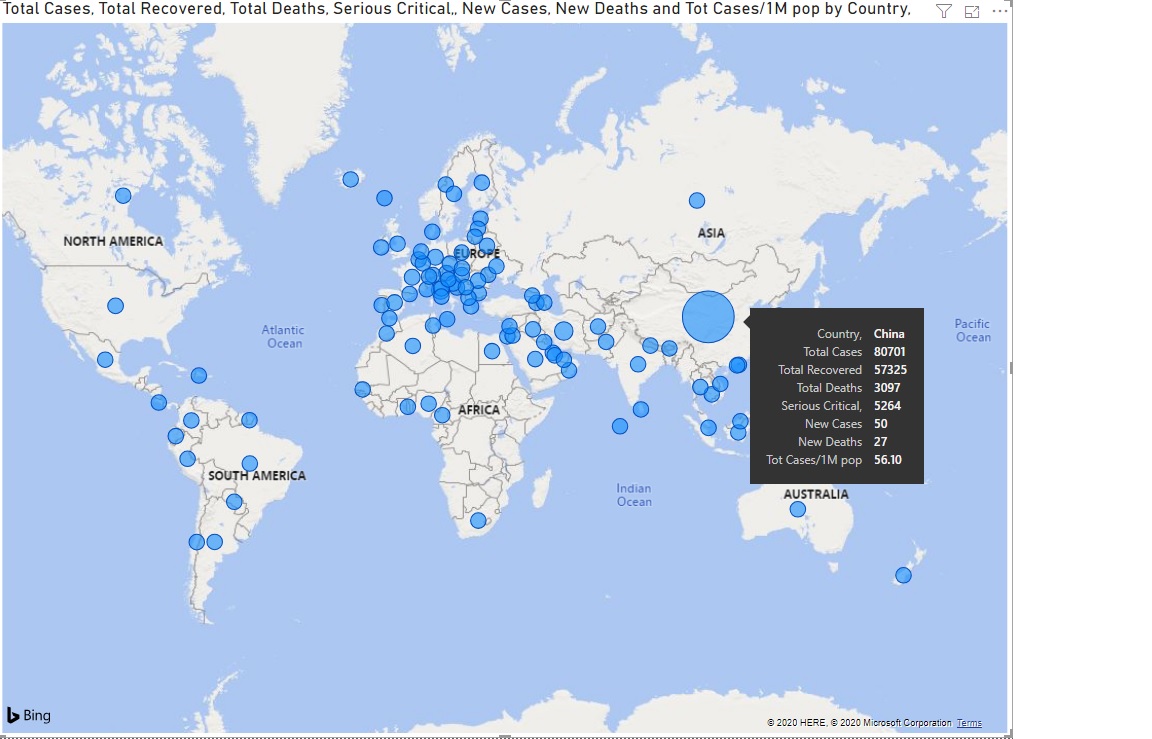 Total Cases, Total Recovered, Total Deaths, Serious Critical,, New Cases, New Deaths and Tot Cases/1M pop by Country,
NORTH AMERICA
ASIA
EUROPE
Atlantic
Ocean
Pacific
Ocean
Country, China
Total Cases 80701
Total Recovered 57325
Total Deaths 3097
Serious Critical, 5264
New Cases 50
New Deaths 27
Tot Cases/1M pop 56.10
AFRICA
SOUTH AMERICA
Indian
Ocean
AUSTRALIA
Bing
© 2020 HERE, © 2020 Microsoft Corporation Terms